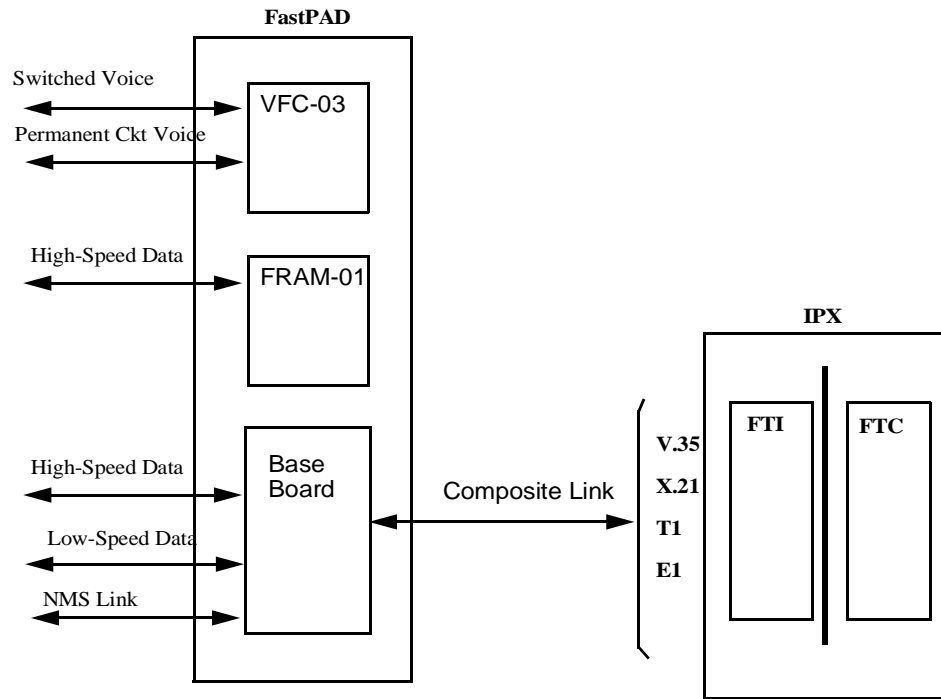 FastPAD
Switched Voice
VFC-03
Permanent Ckt Voice
High-Speed Data
FRAM-01
IPX
High-Speed Data
Base
Board
Low-Speed Data
NMS Link
Composite Link
V.35
X.21
T1
E1
FTI
FTC